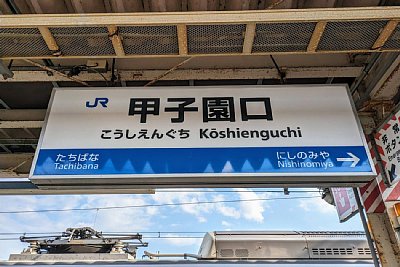 JR 甲子園口
こうしえんぐち Kōshienguchi
たちばな にしのみや
Tachibana Nishinomiya